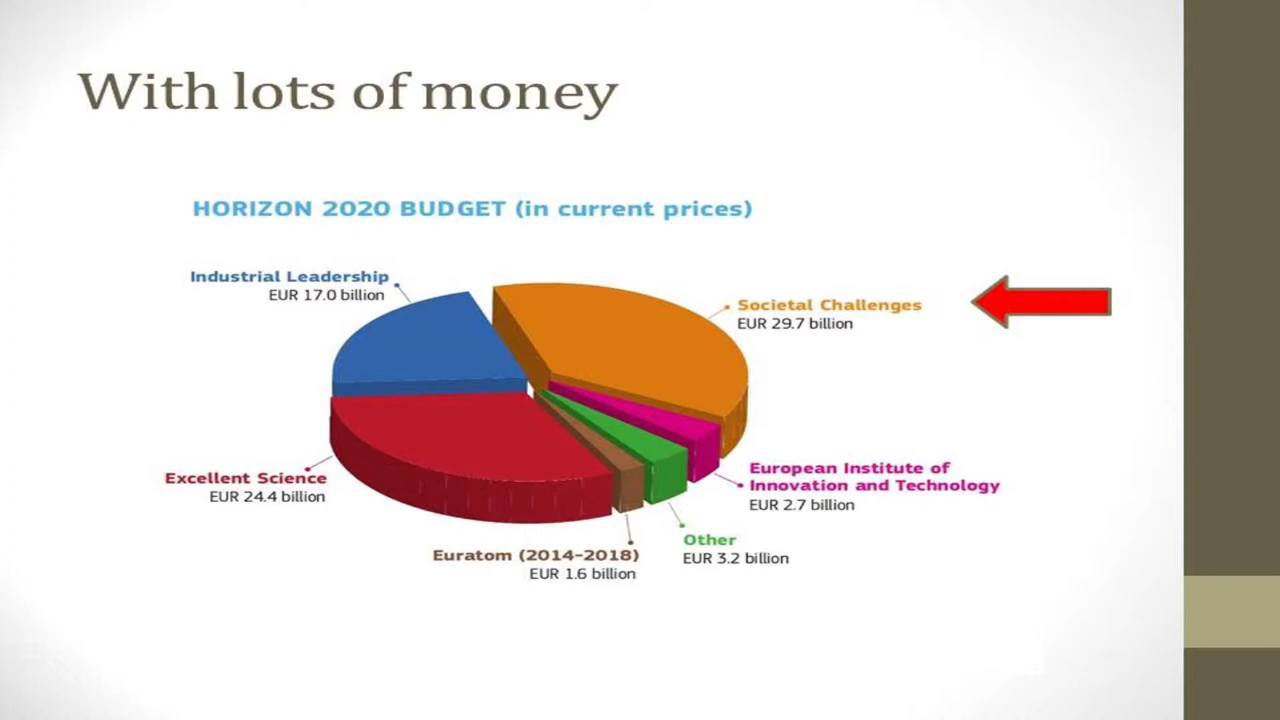 With lots of money
HORIZON 2020 BUDGET (in current prices)
Industrial Leadership
EUR 17.0 billion
Societal Challenges
EUR 29.7 billion
Excellent Science
EUR 24.4 billion
European Institute of
Innovation and Technology
EUR 2.7 billion
Other
EUR 3.2 billion
Euratom (2014-2018)
EUR 1.6 billion